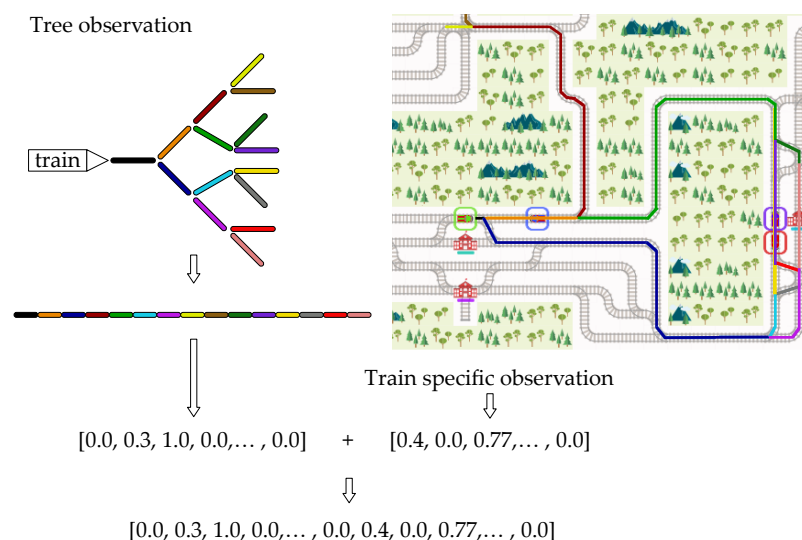 Tree observation
train
Train specific observation
[0.0, 0.3, 1.0, 0.0,… , 0.0] + [0.4, 0.0, 0.77,… , 0.0]
[0.0, 0.3, 1.0, 0.0,… , 0.0, 0.4, 0.0, 0.77,… , 0.0]